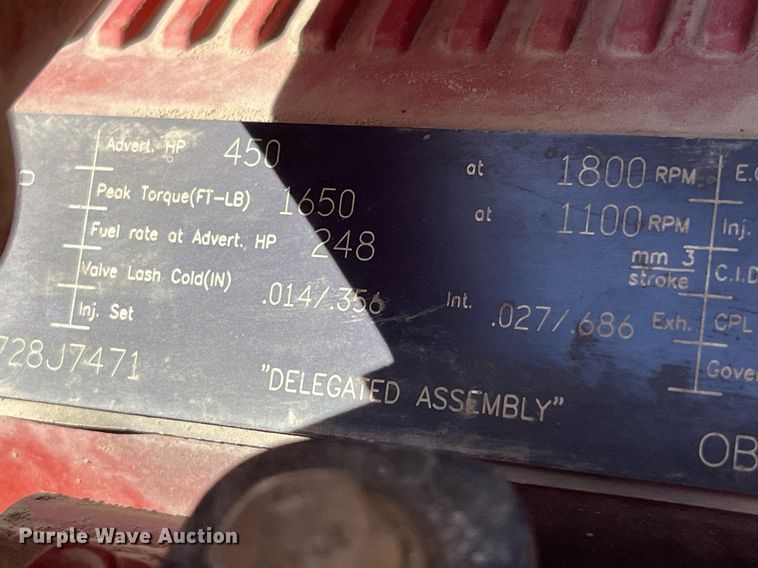 Advert. HP 450 at 1800 RPM E.C
Peak Torque(FT-LB) 1650 at 1100 RPM Inj.
Fuel rate at Advert. HP 248 mm 3 / stroke C.I.D
Valve Lash Cold(IN) .014/.356 Int. .027/.686 Exh. CPL
Inj. Set Gover
728J7471 "DELEGATED ASSEMBLY"
OB
Purple Wave Auction